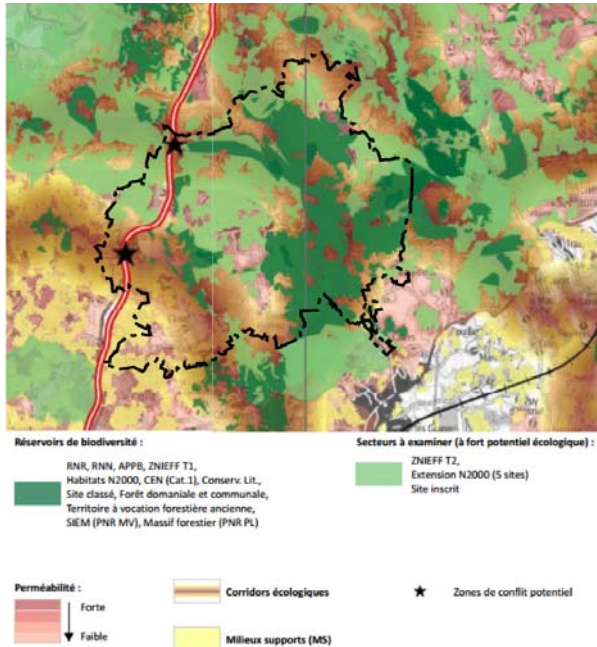 Réservoirs de biodiversité :
RNR, RNN, APPB, ZNIEFF T1,
Habitats N2000, CEN (Cat.1), Conserv. Lit.,
Site classé, Forêt domaniale et communale,
Territoire à vocation forestière ancienne,
SIEM (PNR MV), Massif forestier (PNR PL)
Secteurs à examiner (à fort potentiel écologique) :
ZNIEFF T2,
Extension N2000 (5 sites)
Site inscrit
Perméabilité :
Forte
Faible
Corridors écologiques
Milieux supports (MS)
Zones de conflit potentiel